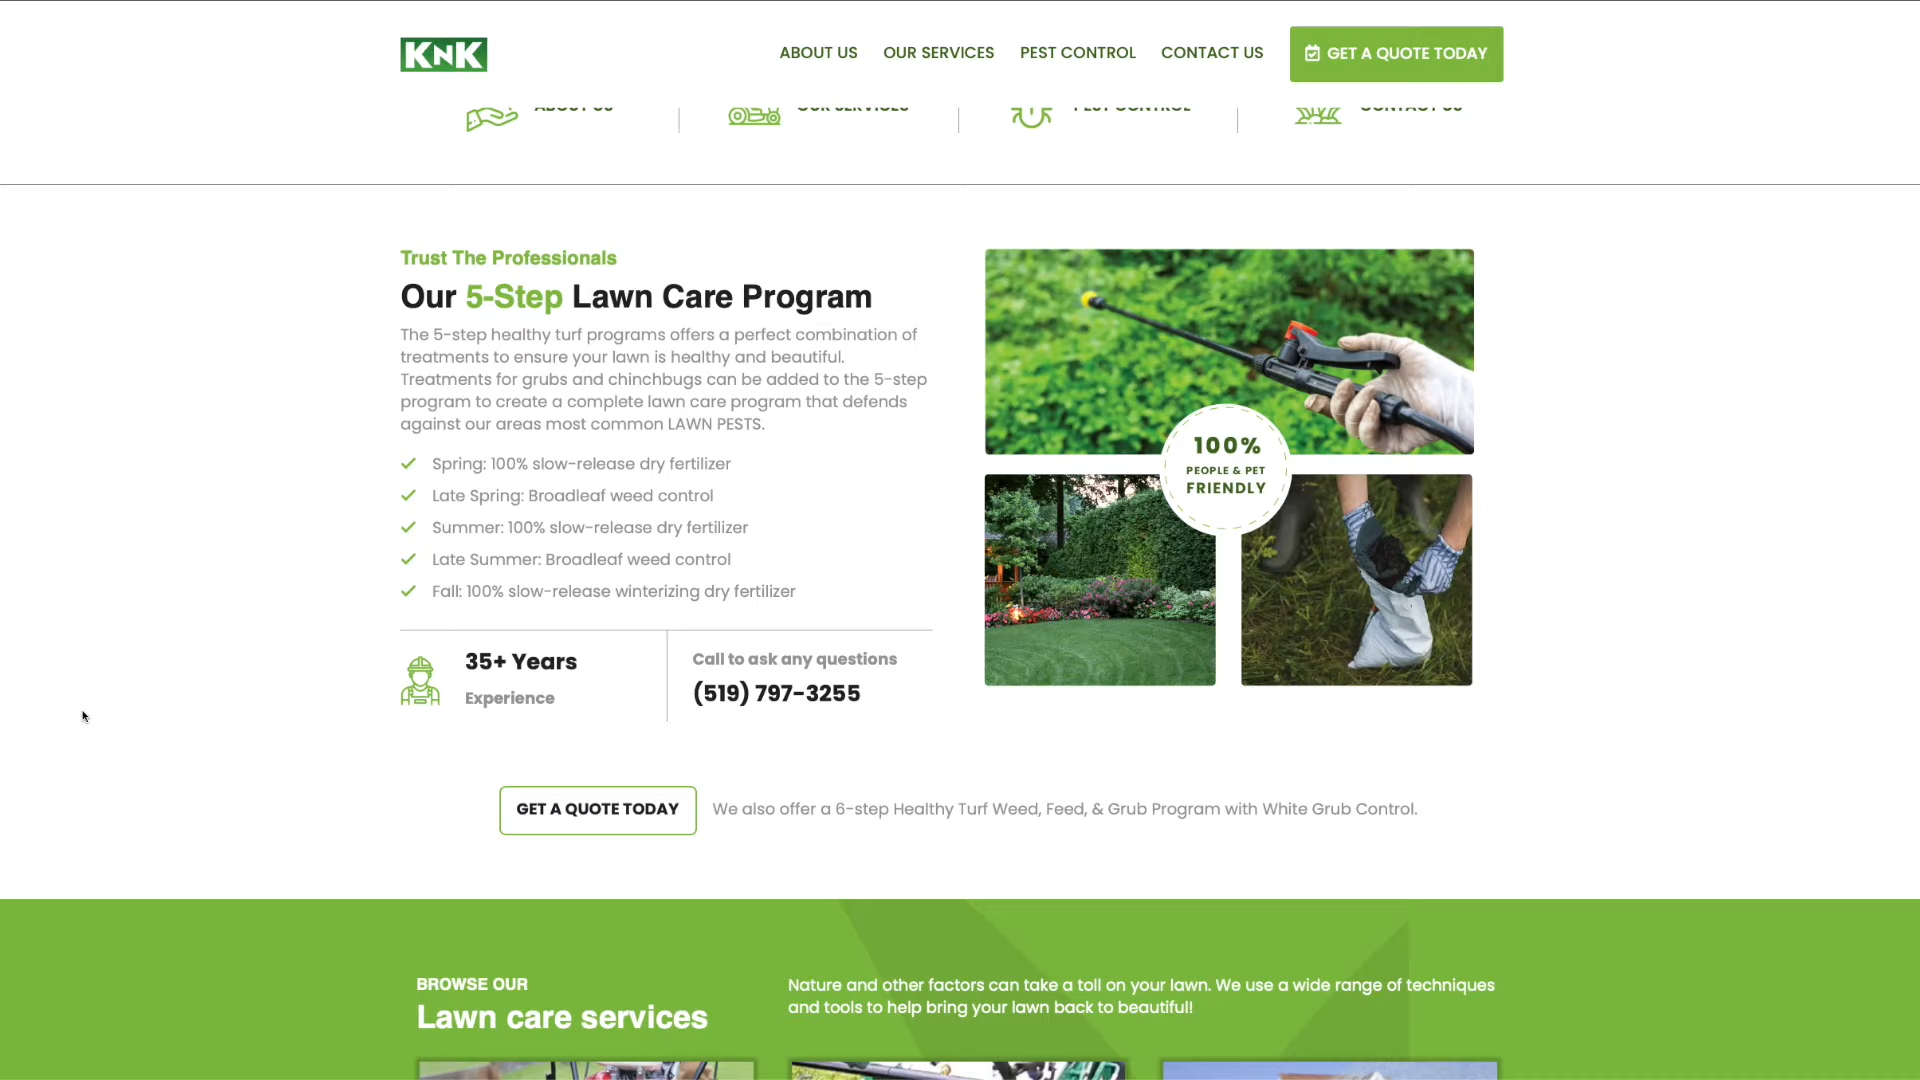 KNK
ABOUT US
OUR SERVICES
PEST CONTROL
CONTACT US
GET A QUOTE TODAY
ABOUT US
OUR SERVICES
PEST CONTROL
CONTACT US
Trust The Professionals
Our 5-Step Lawn Care Program
The 5-step healthy turf programs offers a perfect combination of
treatments to ensure your lawn is healthy and beautiful.
Treatments for grubs and chinchbugs can be added to the 5-step
program to create a complete lawn care program that defends
against our areas most common LAWN PESTS.
Spring: 100% slow-release dry fertilizer
Late Spring: Broadleaf weed control
Summer: 100% slow-release dry fertilizer
Late Summer: Broadleaf weed control
Fall: 100% slow-release winterizing dry fertilizer
35+ Years
Experience
Call to ask any questions
(519) 797-3255
100%
PEOPLE & PET
FRIENDLY
GET A QUOTE TODAY
We also offer a 6-step Healthy Turf Weed, Feed, & Grub Program with White Grub Control.
BROWSE OUR
Lawn care services
Nature and other factors can take a toll on your lawn. We use a wide range of techniques
and tools to help bring your lawn back to beautiful!